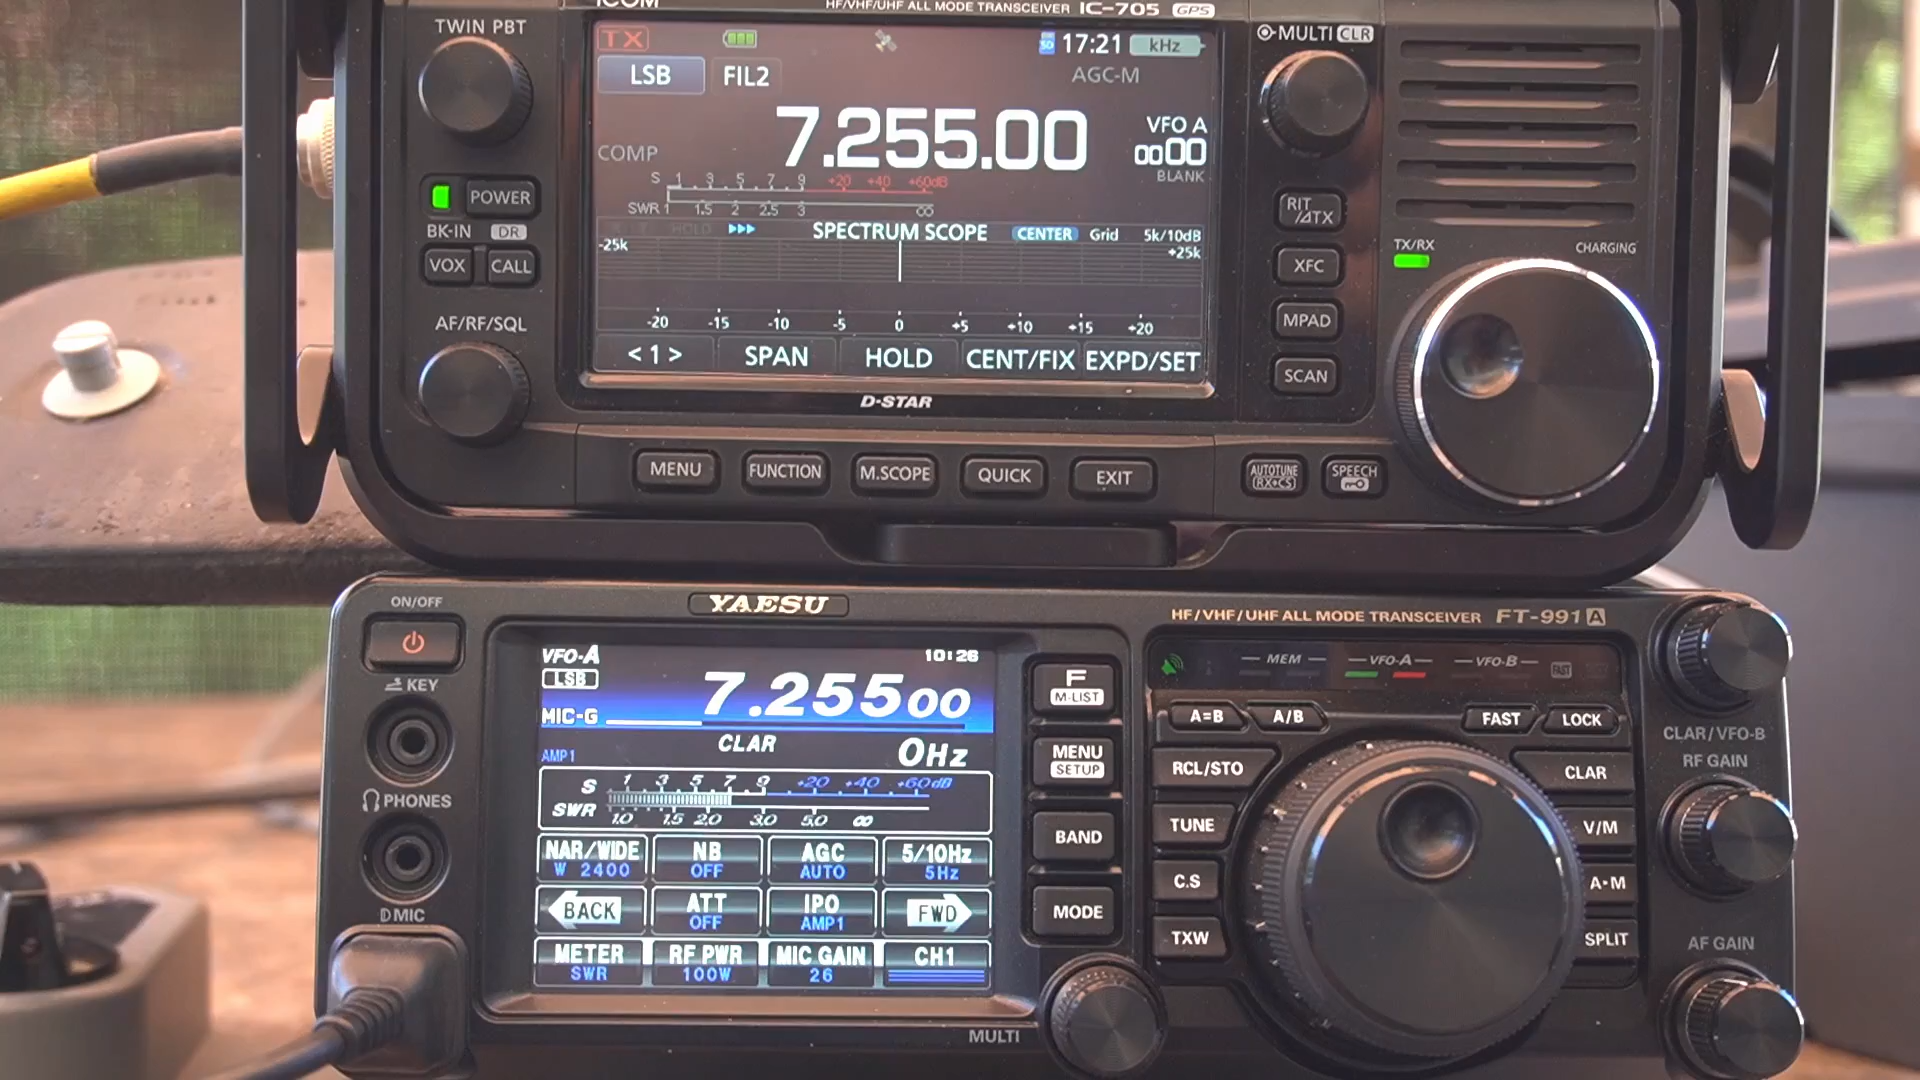 ICOM
HF/VHF/UHF ALL MODE TRANSCEIVER IC-705 GPS
TWIN PBT
TX
SD 17:21 kHz
MULTI CLR
LSB FIL2
AGC-M
7.255.00
VFO A
0000
BLANK
COMP
S 1 3 5 7 9 +20 +40 +60dB
SWR 1 1.5 2 2.5 3 ∞
POWER
BK-IN DR
VOX CALL
AF/RF/SQL
HOLD SPECTRUM SCOPE CENTER Grid 5k/10dB
-25k +25k
-20 -15 -10 -5 0 +5 +10 +15 +20
< 1 > SPAN HOLD CENT/FIX EXPD/SET
RIT /⊿TX
XFC
MPAD
SCAN
TX/RX CHARGING
D-STAR
MENU FUNCTION M.SCOPE QUICK EXIT
AUTOTUNE RX→CS
SPEECH
ON/OFF
YAESU
HF/VHF/UHF ALL MODE TRANSCEIVER FT-991A
VFO-A 10:26
LSB
7.25500
MIC-G
CLAR 0Hz
AMP1
S 1 3 5 7 9 +20 +40 +60dB
SWR 1.0 1.5 2.0 3.0 5.0 ∞
NAR/WIDE NB AGC 5/10Hz
W 2400 OFF AUTO 5Hz
BACK ATT IPO FWD
OFF AMP1
METER RF PWR MIC GAIN CH1
SWR 100W 26
KEY
PHONES
MIC
F
M-LIST
MENU
SETUP
BAND
MODE
MULTI
MEM VFO-A VFO-B FAST
A=B A/B FAST LOCK
RCL/STO CLAR
TUNE V/M
C.S A▸M
TXW SPLIT
CLAR/VFO-B
RF GAIN
AF GAIN